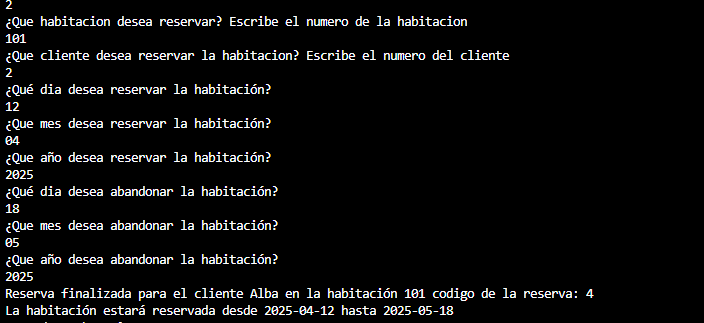 2
¿Que habitacion desea reservar? Escribe el numero de la habitacion
101
¿Que cliente desea reservar la habitacion? Escribe el numero del cliente
2
¿Qué dia desea reservar la habitación?
12
¿Que mes desea reservar la habitación?
04
¿Que año desea reservar la habitación?
2025
¿Qué dia desea abandonar la habitación?
18
¿Que mes desea abandonar la habitación?
05
¿Que año desea abandonar la habitación?
2025
Reserva finalizada para el cliente Alba en la habitación 101 codigo de la reserva: 4
La habitación estará reservada desde 2025-04-12 hasta 2025-05-18